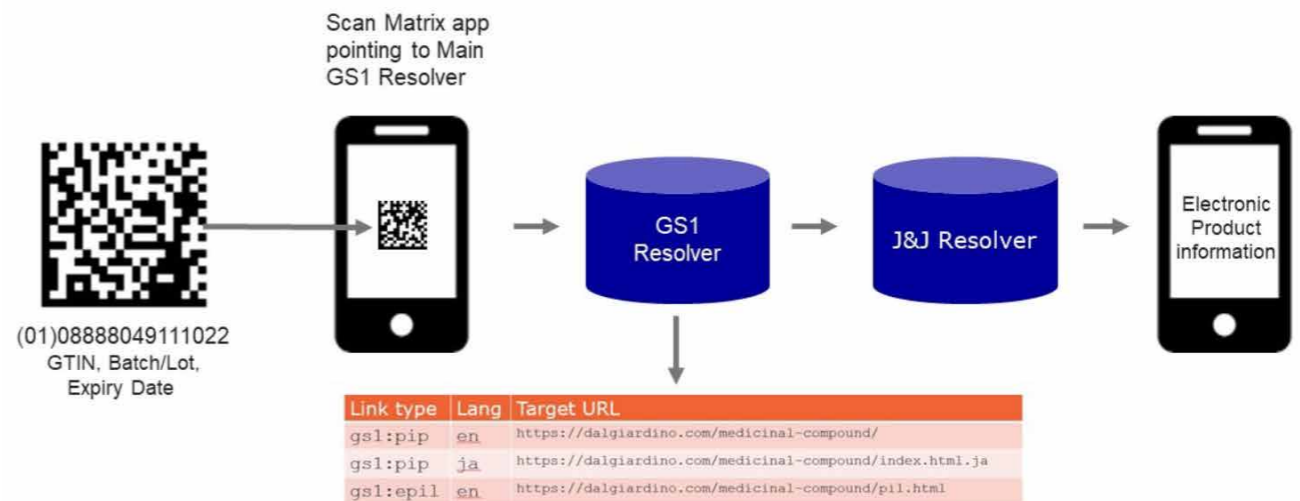 Scan Matrix app
pointing to Main
GS1 Resolver
(01)08888049111022
GTIN, Batch/Lot,
Expiry Date
GS1
Resolver
J&J Resolver
Electronic
Product
information
Link type Lang Target URL
gs1:pip en https://dalgiardino.com/medicinal-compound/
gs1:pip ja https://dalgiardino.com/medicinal-compound/index.html.ja
gs1:epil en https://dalgiardino.com/medicinal-compound/pil.html